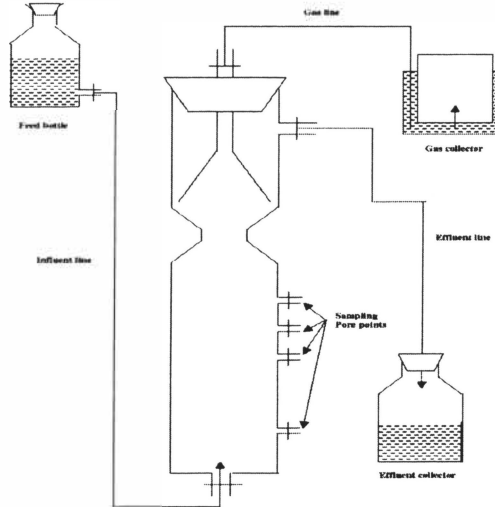 Gas line
Feed bottle
Gas collector
Effluent line
Influent line
Sampling
Pore points
Effluent collector